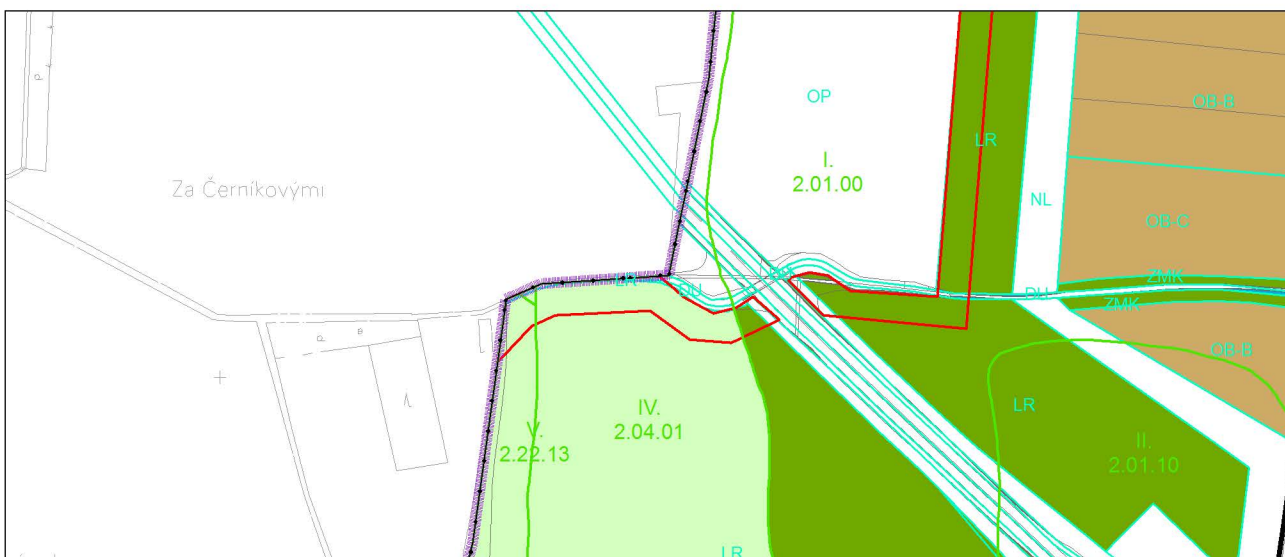 OP
OB-B
LR
I.
2.01.00
Za Černíkovými
NL
OB-C
LR
DU
ZMK
DU
ZMK
OB-B
LR
IV.
2.04.01
V.
2.22.13
II.
2.01.10
LR